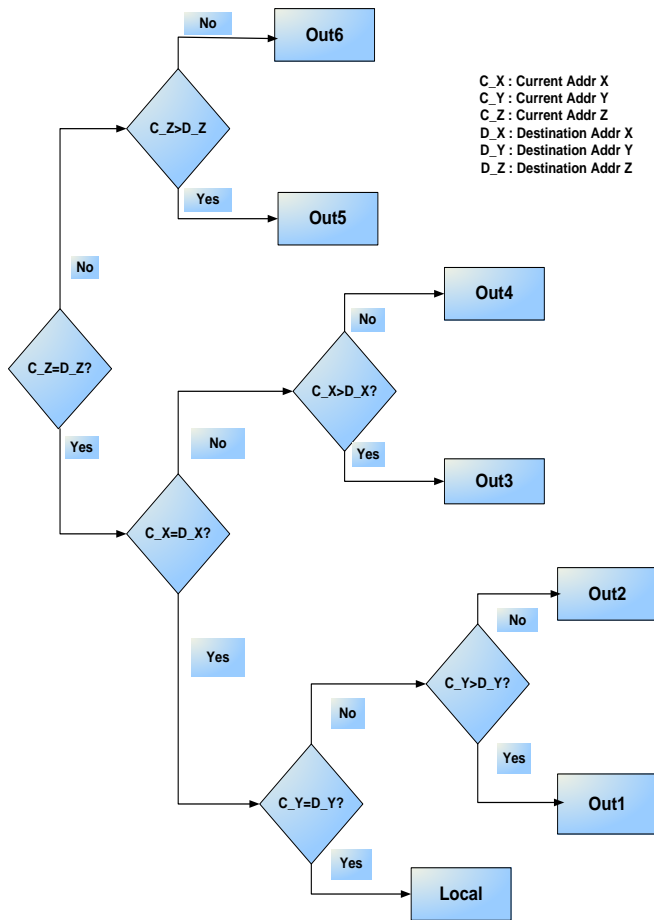 No
Out6
C_Z>D_Z
C_X : Current Addr X
C_Y : Current Addr Y
C_Z : Current Addr Z
D_X : Destination Addr X
D_Y : Destination Addr Y
D_Z : Destination Addr Z
Yes
Out5
No
Out4
No
C_Z=D_Z?
C_X>D_X?
Yes
No
Yes
Out3
C_X=D_X?
Out2
No
Yes
C_Y>D_Y?
No
Yes
C_Y=D_Y?
Out1
Yes
Local